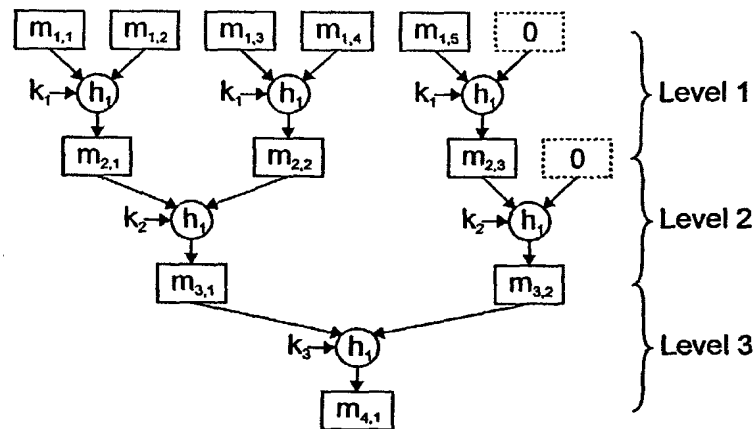 m1,1 m1,2 m1,3 m1,4 m1,5 0
k1 h1 k1 h1 k1 h1 Level 1
m2,1 m2,2 m2,3 0
k2 h1 k2 h1 Level 2
m3,1 m3,2
k3 h1 Level 3
m4,1